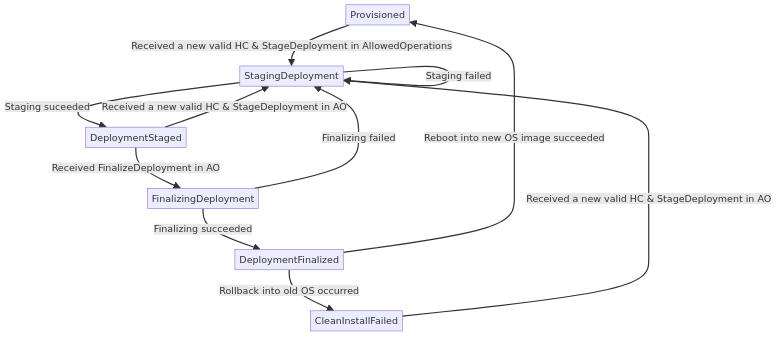 Provisioned
Received a new valid HC & StageDeployment in AllowedOperations
StagingDeployment
Staging failed
Staging suceeded
Received a new valid HC & StageDeployment in AO
DeploymentStaged
Finalizing failed
Reboot into new OS image succeeded
Received FinalizeDeployment in AO
FinalizingDeployment
Received a new valid HC & StageDeployment in AO
Finalizing succeeded
DeploymentFinalized
Rollback into old OS occurred
CleanInstallFailed